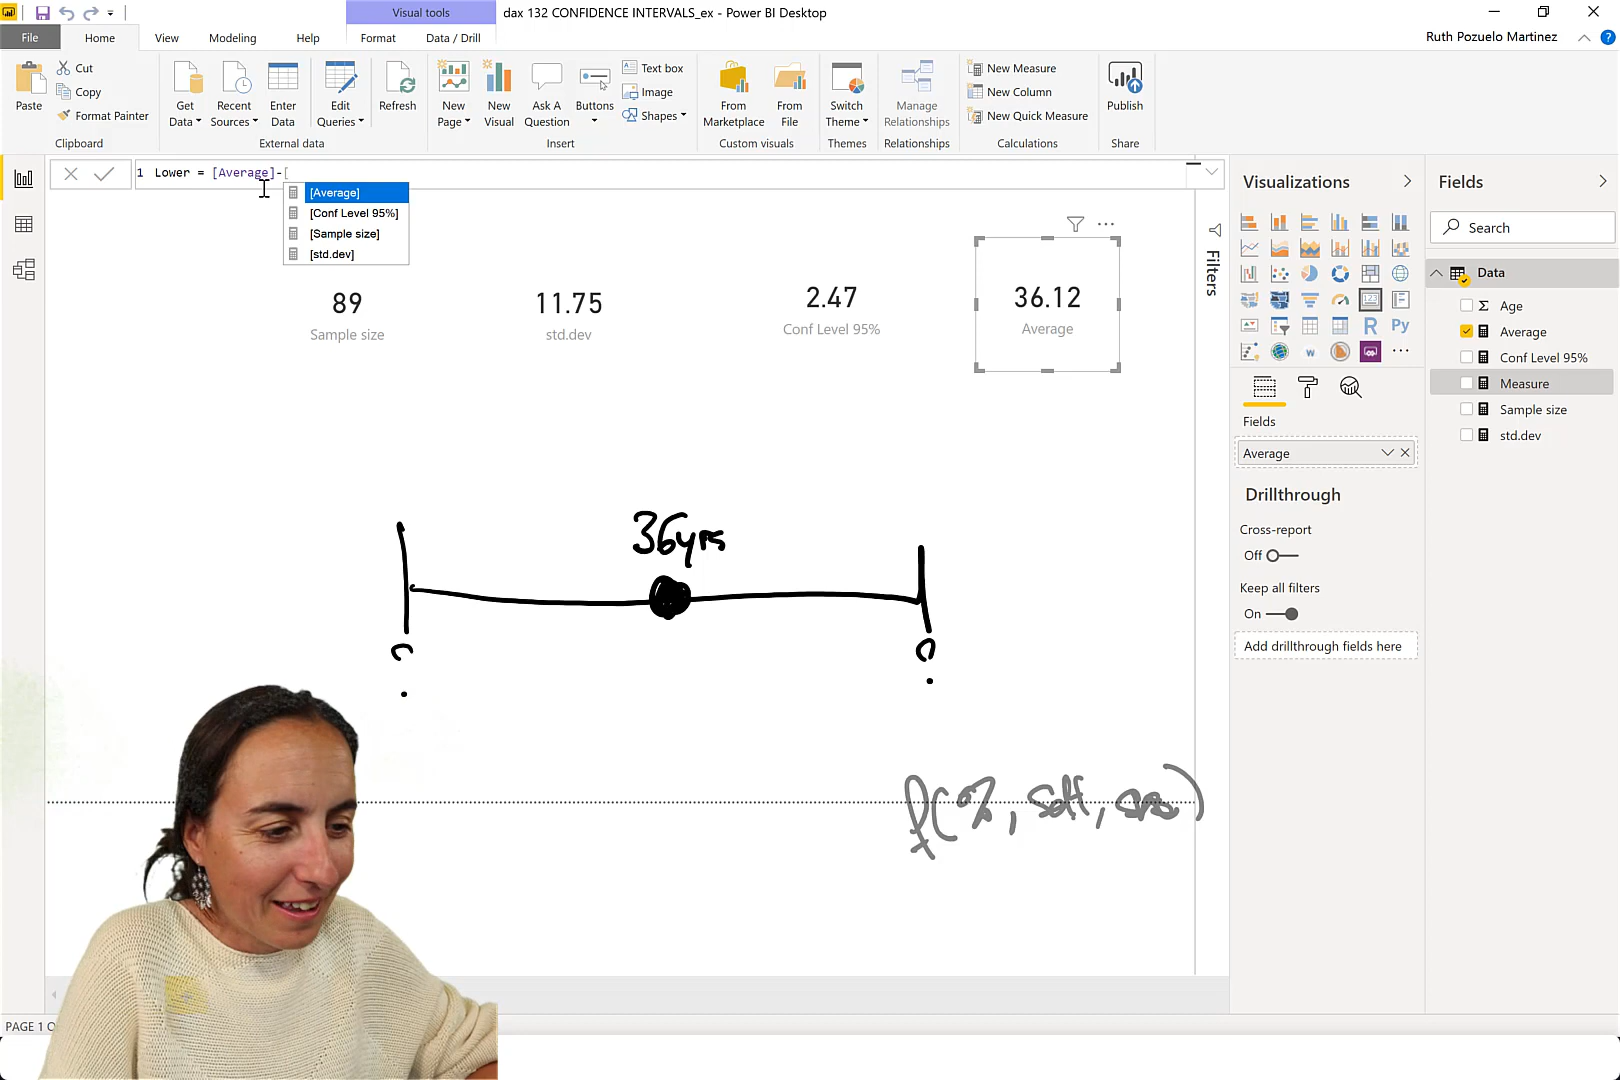 Visual tools
dax 132 CONFIDENCE INTERVALS_ex - Power BI Desktop
File
Home
View
Modeling
Help
Format
Data / Drill
Ruth Pozuelo Martinez
Paste
Cut
Copy
Format Painter
Clipboard
Get Data
Recent Sources
Enter Data
Edit Queries
Refresh
External data
New Page
New Visual
Ask A Question
Buttons
Text box
Image
Shapes
Insert
From Marketplace
From File
Custom visuals
Switch Theme
Themes
Manage Relationships
Relationships
New Measure
New Column
New Quick Measure
Calculations
Publish
Share
1 Lower = [Average]-[
[Average]
[Conf Level 95%]
[Sample size]
[std.dev]
89
Sample size
11.75
std.dev
2.47
Conf Level 95%
36.12
Average
36yrs
? ?
Filters
Visualizations
123
R
Py
Fields
Average
Drillthrough
Cross-report
Off
Keep all filters
On
Add drillthrough fields here
Fields
Search
Data
Age
Average
Conf Level 95%
Measure
Sample size
std.dev
PAGE 1 O